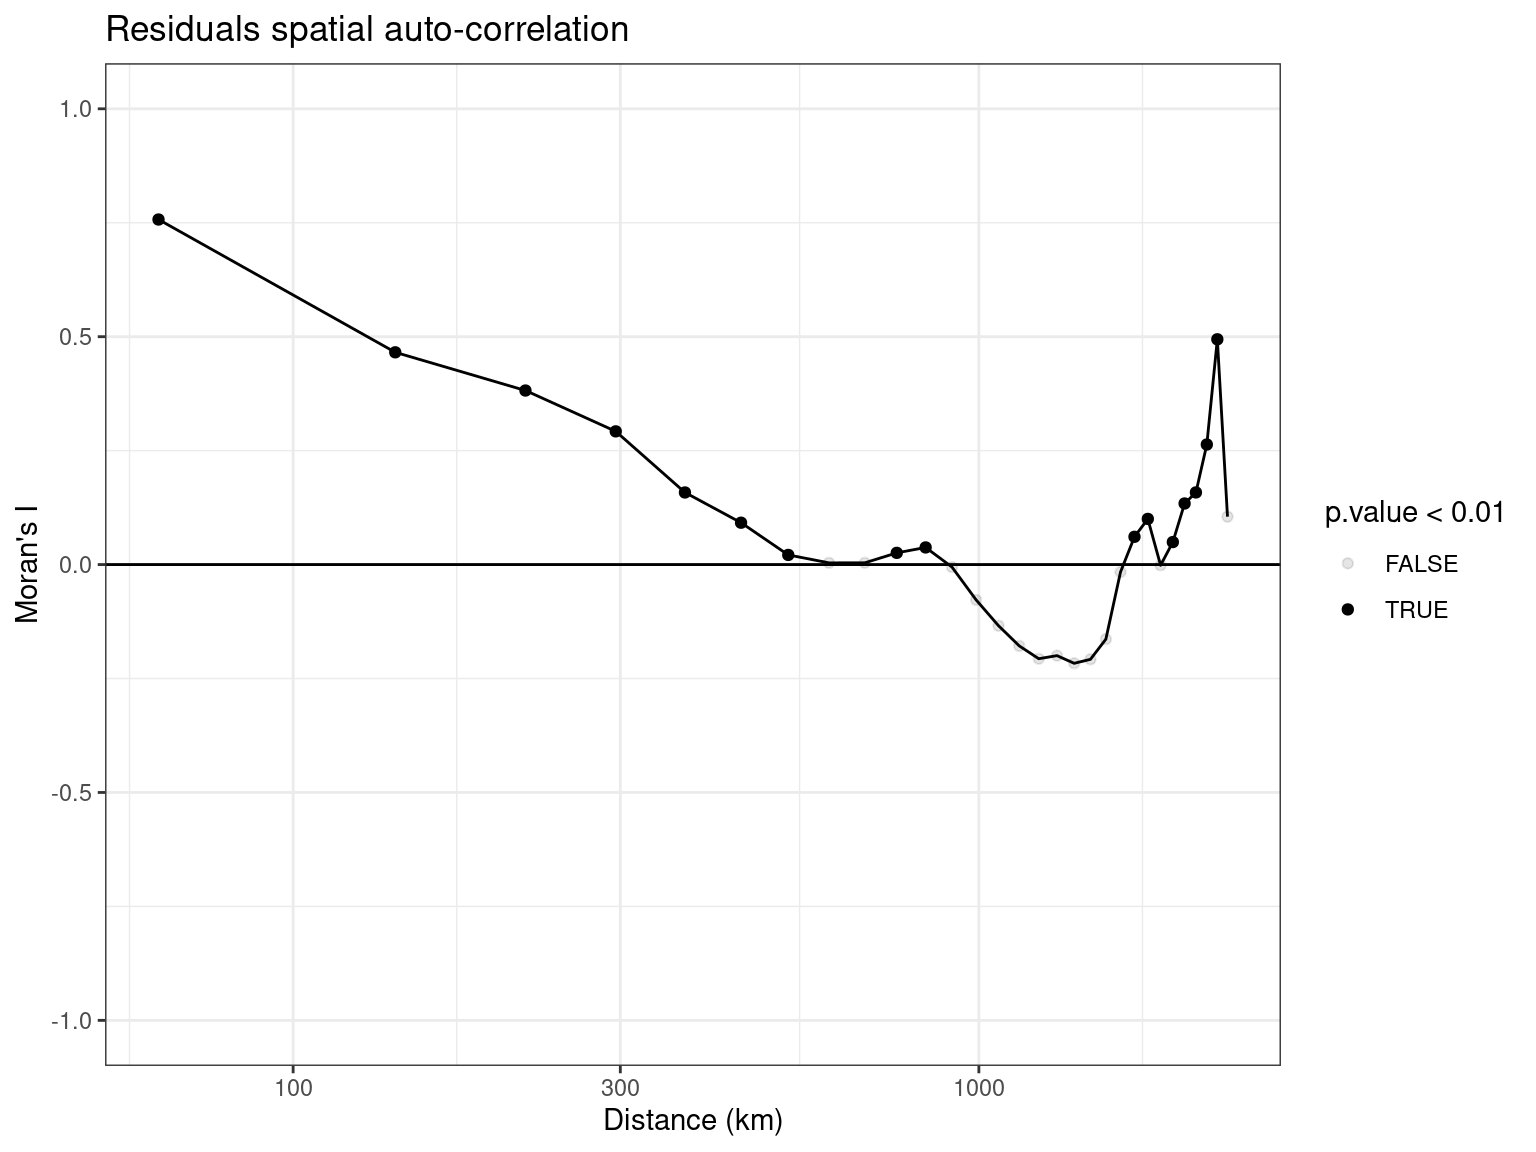 Residuals spatial auto-correlation
1.0
0.5
0.0
-0.5
-1.0
Moran's I
100
300
1000
Distance (km)
p.value < 0.01
FALSE
TRUE